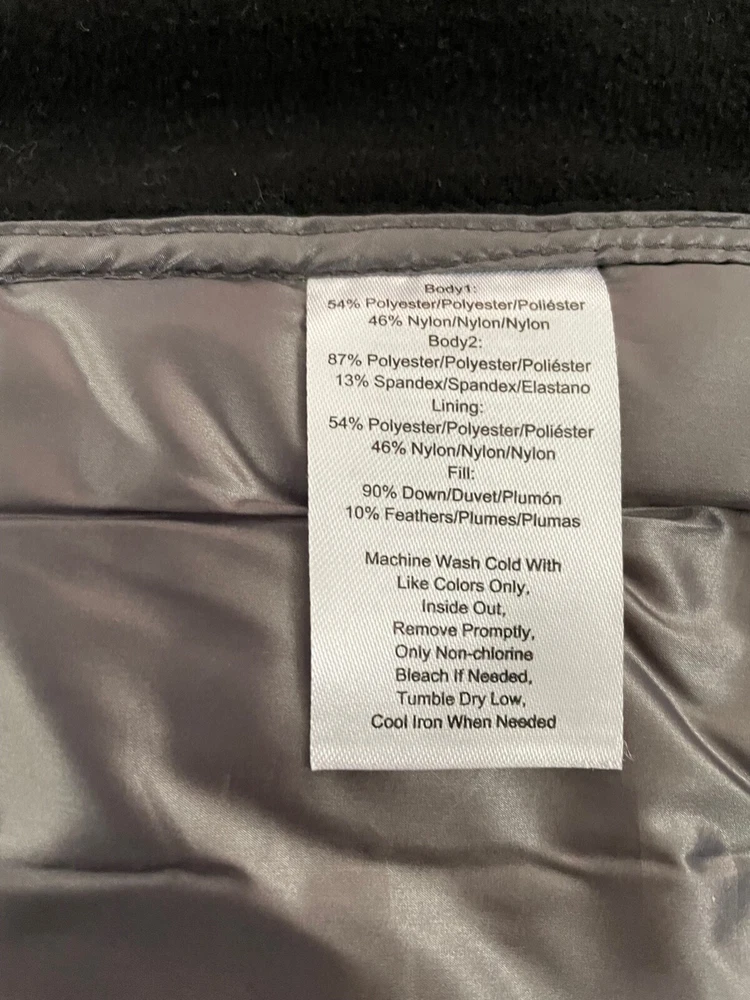 Body1:
54% Polyester/Polyester/Poliéster
46% Nylon/Nylon/Nylon
Body2:
87% Polyester/Polyester/Poliéster
13% Spandex/Spandex/Elastano
Lining:
54% Polyester/Polyester/Poliéster
46% Nylon/Nylon/Nylon
Fill:
90% Down/Duvet/Plumón
10% Feathers/Plumes/Plumas
Machine Wash Cold With
Like Colors Only,
Inside Out,
Remove Promptly,
Only Non-chlorine
Bleach If Needed,
Tumble Dry Low,
Cool Iron When Needed